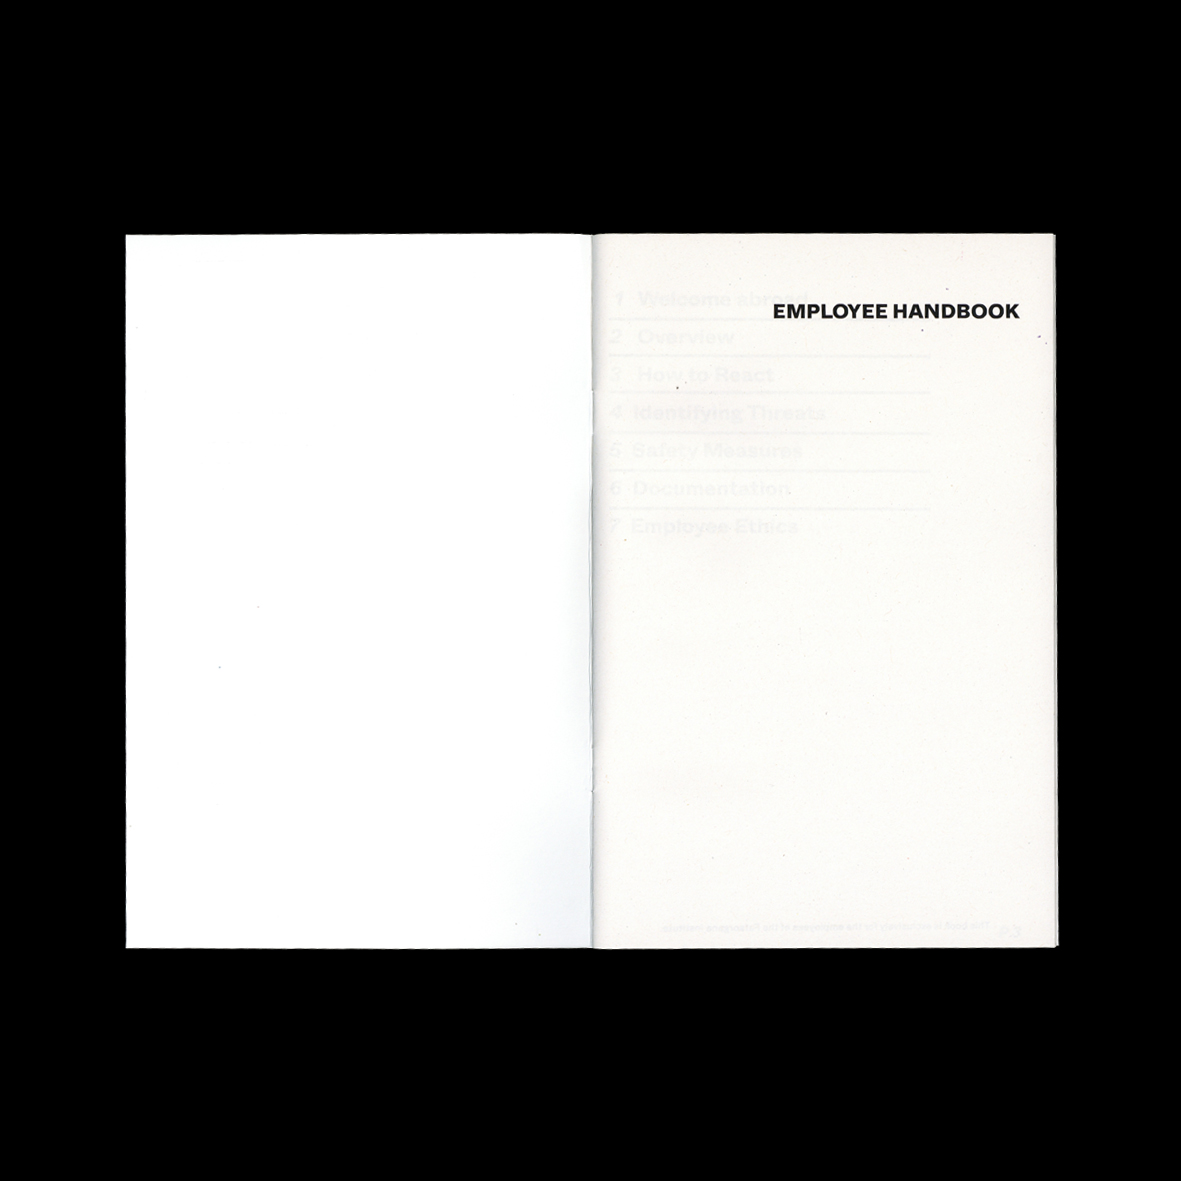 EMPLOYEE HANDBOOK
1 Welcome abroad
2 Overview
3 How to React
4 Identifying Threats
5 Safety Measures
6 Documentation
7 Employee Ethics